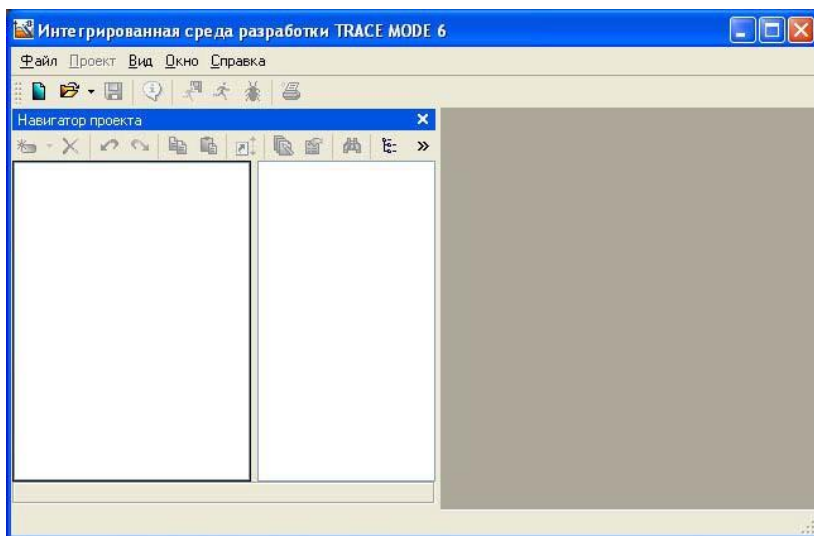 Интегрированная среда разработки TRACE MODE 6
Файл Проект Вид Окно Справка
Навигатор проекта